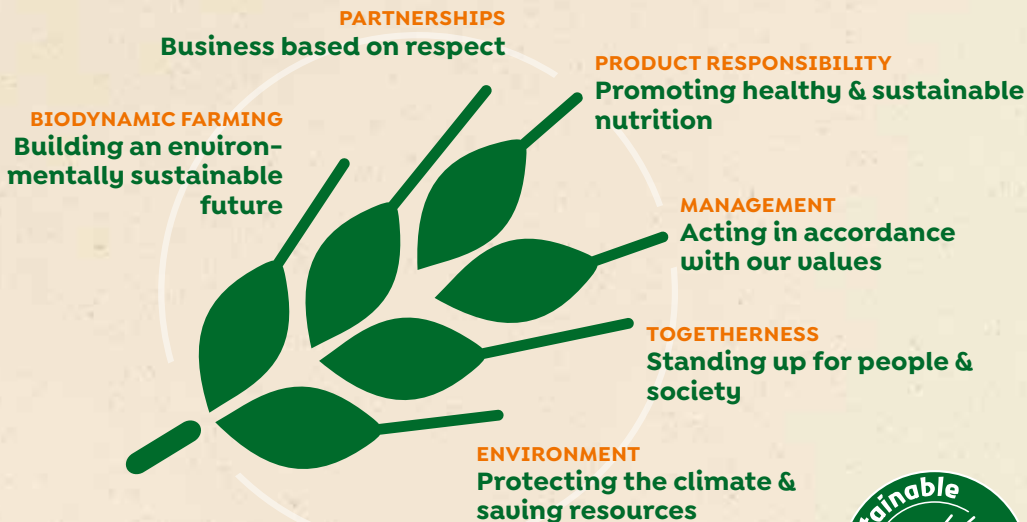 PARTNERSHIPS
Business based on respect
PRODUCT RESPONSIBILITY
Promoting healthy & sustainable
nutrition
BIODYNAMIC FARMING
Building an environ-
mentally sustainable
future
MANAGEMENT
Acting in accordance
with our values
TOGETHERNESS
Standing up for people &
society
ENVIRONMENT
Protecting the climate &
saving resources